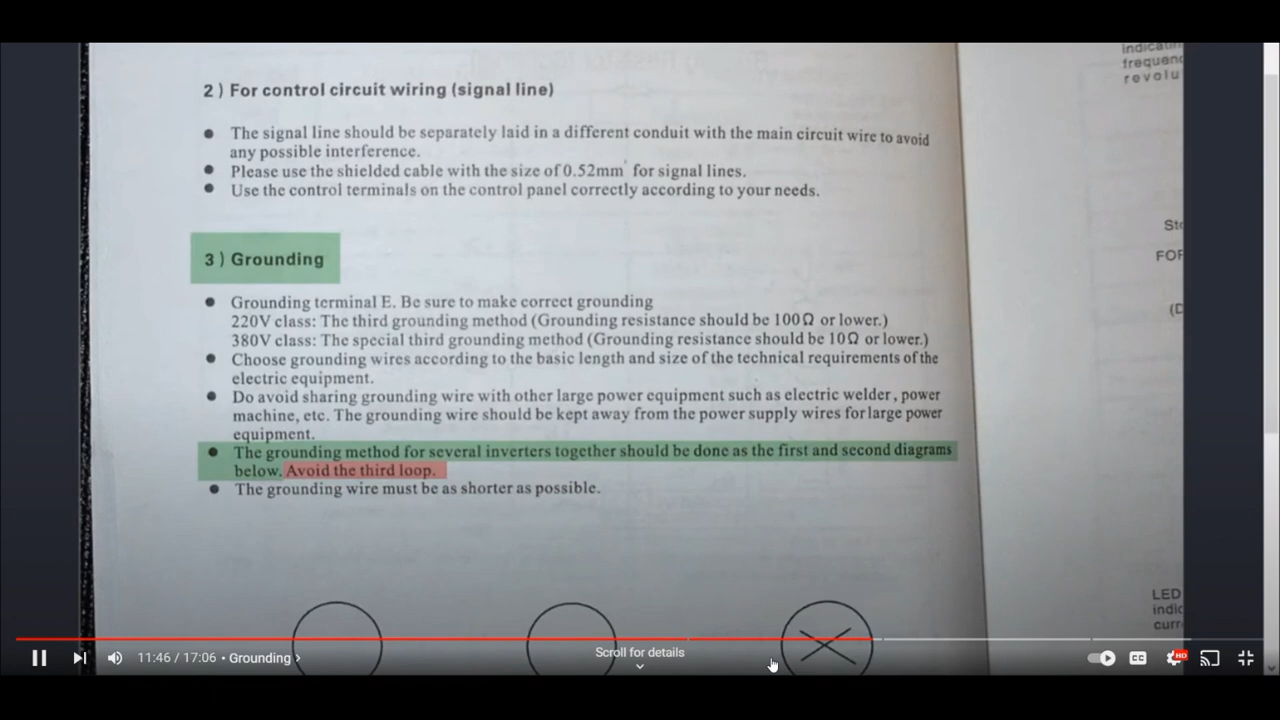 indicatin
frequenc
revolu
2 ) For control circuit wiring (signal line)
● The signal line should be separately laid in a different conduit with the main circuit wire to avoid
any possible interference.
● Please use the shielded cable with the size of 0.52mm for signal lines.
● Use the control terminals on the control panel correctly according to your needs.
3 ) Grounding
● Grounding terminal E. Be sure to make correct grounding
220V class: The third grounding method (Grounding resistance should be 100Ω or lower.)
380V class: The special third grounding method (Grounding resistance should be 10Ω or lower.)
● Choose grounding wires according to the basic length and size of the technical requirements of the
electric equipment.
● Do avoid sharing grounding wire with other large power equipment such as electric welder, power
machine, etc. The grounding wire should be kept away from the power supply wires for large power
equipment.
● The grounding method for several inverters together should be done as the first and second diagrams
below. Avoid the third loop.
● The grounding wire must be as shorter as possible.
Sto
FOR
(D
LED
indic
curr
Scroll for details
11:46 / 17:06 • Grounding ›
CC
HD